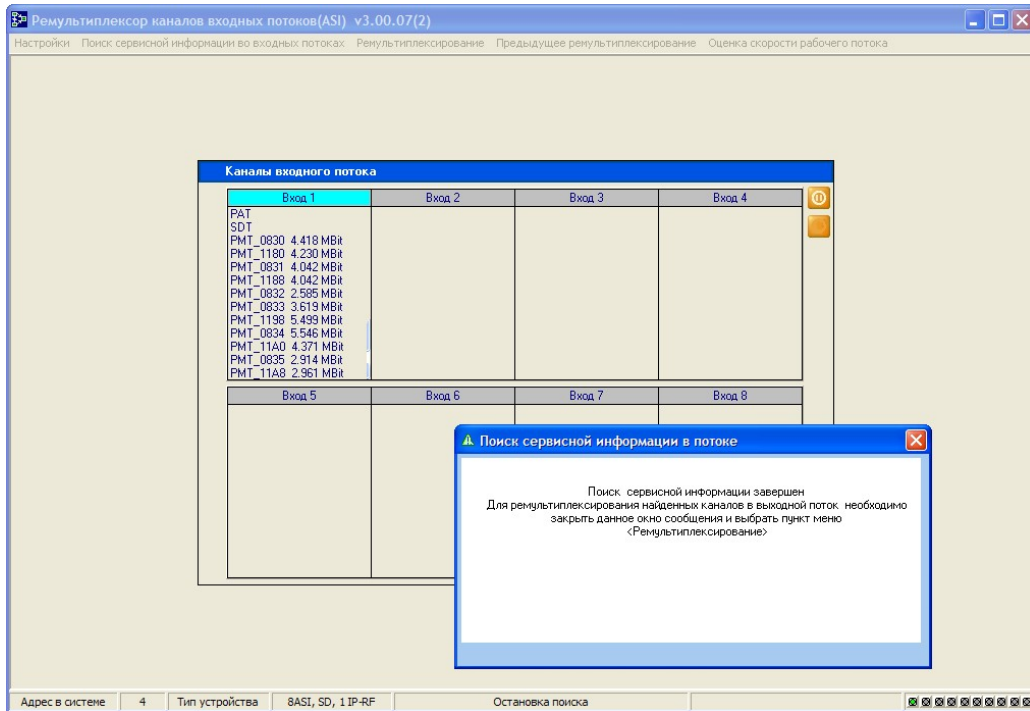 Ремультиплексор каналов входных потоков(ASI) v3.00.07(2)
Настройки Поиск сервисной информации во входных потоках Ремультиплексирование Предыдущее ремультиплексирование Оценка скорости рабочего потока
Каналы входного потока
Вход 1 Вход 2 Вход 3 Вход 4
PAT
SDT
PMT_0830 4.418 MBit
PMT_1180 4.230 MBit
PMT_0831 4.042 MBit
PMT_1188 4.042 MBit
PMT_0832 2.585 MBit
PMT_0833 3.619 MBit
PMT_1198 5.499 MBit
PMT_0834 5.546 MBit
PMT_11A0 4.371 MBit
PMT_0835 2.914 MBit
PMT_11A8 2.961 MBit
Вход 5 Вход 6 Вход 7 Вход 8
Поиск сервисной информации в потоке
Поиск сервисной информации завершен
Для ремультиплексирования найденных каналов в выходной поток необходимо
закрыть данное окно сообщения и выбрать пункт меню
<Ремультиплексирование>
Адрес в системе 4 Тип устройства 8ASI, SD, 1 IP-RF Остановка поиска